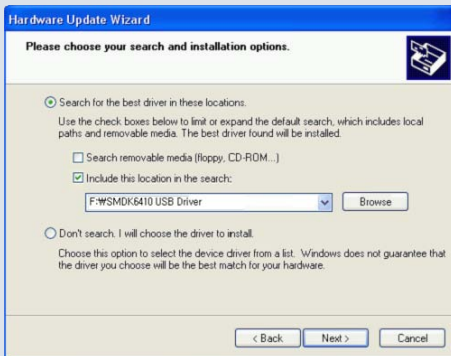 Hardware Update Wizard
Please choose your search and installation options.
Search for the best driver in these locations.
Use the check boxes below to limit or expand the default search, which includes local
paths and removable media. The best driver found will be installed.
Search removable media (floppy, CD-ROM...)
Include this location in the search:
F:₩SMDK6410 USB Driver
Browse
Don't search. I will choose the driver to install.
Choose this option to select the device driver from a list. Windows does not guarantee that
the driver you choose will be the best match for your hardware.
< Back
Next >
Cancel